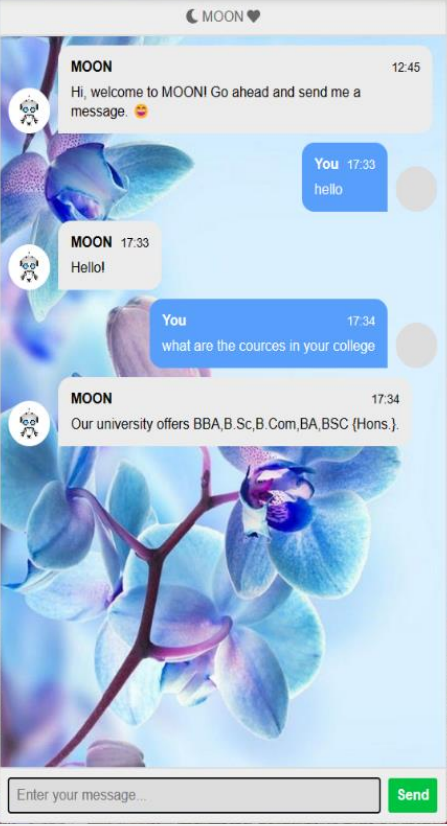 MOON
MOON 12:45
Hi, welcome to MOON! Go ahead and send me a
message. 😄
You 17:33
hello
MOON 17:33
Hello!
You 17:34
what are the cources in your college
MOON 17:34
Our university offers BBA,B.Sc,B.Com,BA,BSC {Hons.}.
Enter your message...
Send